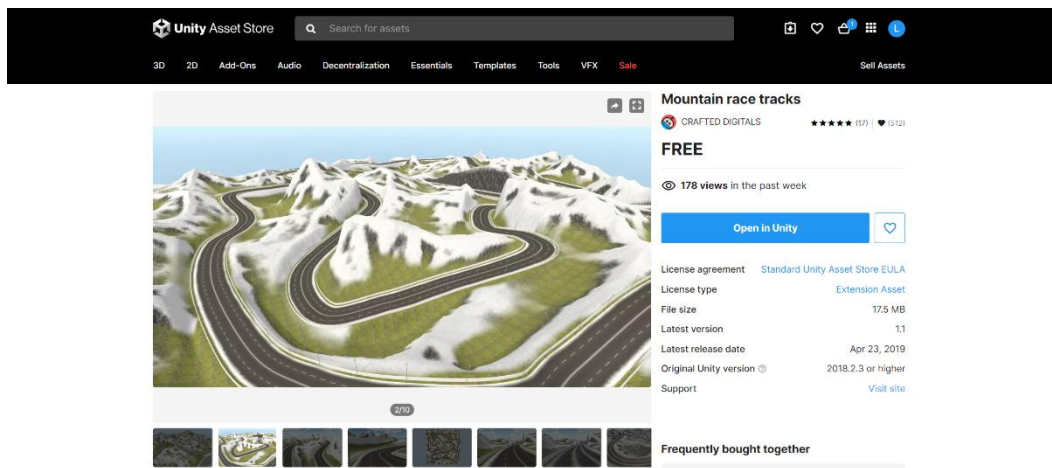 Unity Asset Store
Search for assets
1
L
3D 2D Add-Ons Audio Decentralization Essentials Templates Tools VFX Sale Sell Assets
Mountain race tracks
CRAFTED DIGITALS ★★★★★ (17) | ♥ (512)
FREE
178 views in the past week
Open in Unity
License agreement Standard Unity Asset Store EULA
License type Extension Asset
File size 17.5 MB
Latest version 1.1
Latest release date Apr 23, 2019
Original Unity version 2018.2.3 or higher
Support Visit site
2/10
Frequently bought together